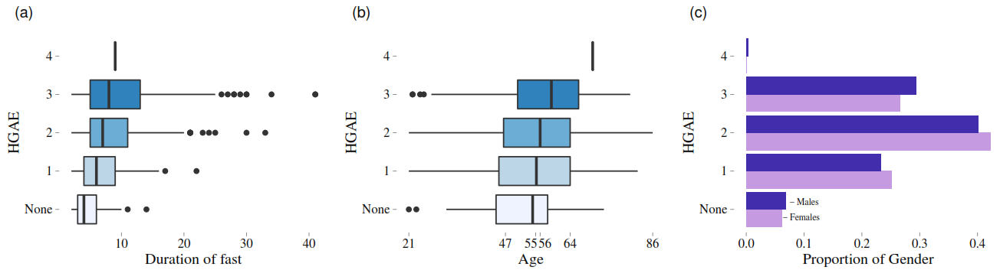 (a)
HGAE
4
3
2
1
None
10 20 30 40
Duration of fast
(b)
HGAE
4
3
2
1
None
21 47 55 56 64 86
Age
(c)
HGAE
4
3
2
1
None
Males
Females
0.0 0.1 0.2 0.3 0.4
Proportion of Gender